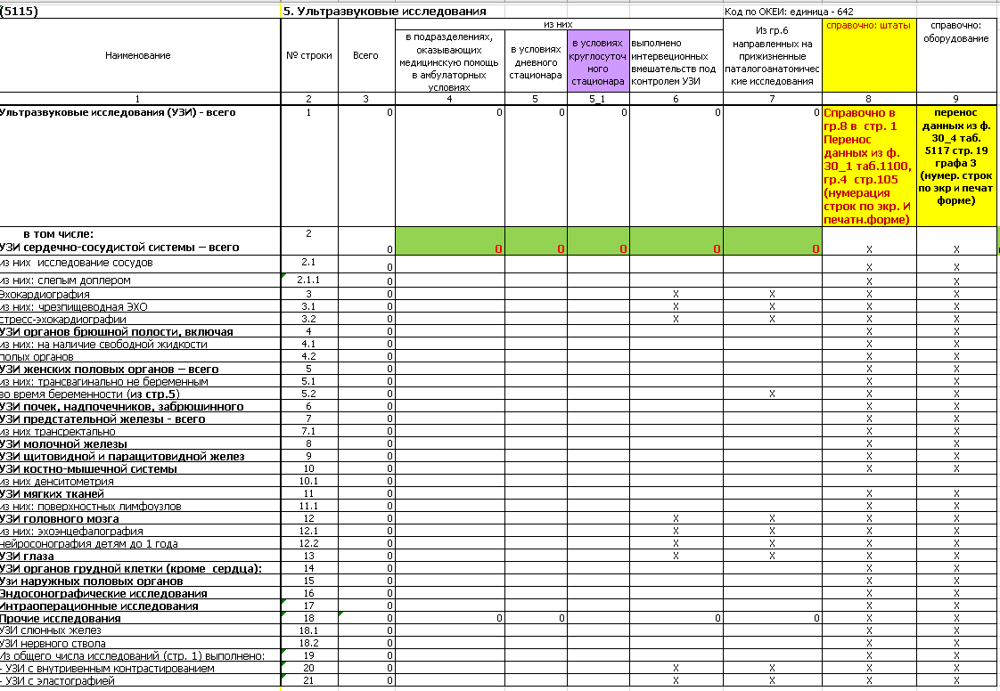 (5115) 5. Ультразвуковые исследования Код по ОКЕИ: единица - 642
Наименование № строки Всего из них Из гр.6 направленных на прижизненные паталогоанатомичес кие исследования справочно: штаты справочно: оборудование
в подразделениях, оказывающих медицинскую помощь в амбулаторных условиях в условиях дневного стационара в условиях круглосуточ ного стационара выполнено интервеционных вмешательств под контролем УЗИ
1 2 3 4 5 5_1 6 7 8 9
Ультразвуковые исследования (УЗИ) - всего 1 0 0 0 0 0 0 Справочно в гр.8 в стр. 1 Перенос данных из ф. 30_1 таб.1100, гр.4 стр.105 (нумерация строк по экр. И печатн.форме) перенос данных из ф. 30_4 таб. 5117 стр. 19 графа 3 (нумер. строк по экр и печат форме)
в том числе:
УЗИ сердечно-сосудистой системы – всего 2 0 0 0 0 0 0 X X
из них исследование сосудов 2.1 0 X X
из них: слепым доплером 2.1.1 0 X X
Эхокардиография 3 0 X X X X
из них: чрезпищеводная ЭХО 3.1 0 X X X X
стресс-эхокардиографии 3.2 0 X X X X
УЗИ органов брюшной полости, включая 4 0 X X
из них: на наличие свободной жидкости 4.1 0 X X
полых органов 4.2 0 X X
УЗИ женских половых органов – всего 5 0 X X
из них: трансвагинально не беременным 5.1 0 X X
во время беременности (из стр.5) 5.2 0 X X X
УЗИ почек, надпочечников, забрюшинного 6 0 X X
УЗИ предстательной железы - всего 7 0 X X
из них трансректально 7.1 0 X X
УЗИ молочной железы 8 0 X X
УЗИ щитовидной и паращитовидной желез 9 0 X X
УЗИ костно-мышечной системы 10 0 X X
из них денситометрия 10.1 0
УЗИ мягких тканей 11 0 X X
из них: поверхностных лимфоузлов 11.1 0 X X
УЗИ головного мозга 12 0 X X X X
из них: эхоэнцефалография 12.1 0 X X X X
нейросонография детям до 1 года 12.2 0 X X X X
УЗИ глаза 13 0 X X X X
УЗИ органов грудной клетки (кроме сердца): 14 0 X X
Узи наружных половых органов 15 0 X X
Эндосонографические исследования 16 0 X X
Интраоперационные исследования 17 0 X X
Прочие исследования 18 0 0 0 0 0 X X
УЗИ слюнных желез 18.1 0 X X
УЗИ нервного ствола 18.2 0 X X
Из общего числа исследований (стр. 1) выполнено: 19 0 X X
- УЗИ с внутривенным контрастированием 20 0 X X X X
- УЗИ с эластографией 21 0 X X X X